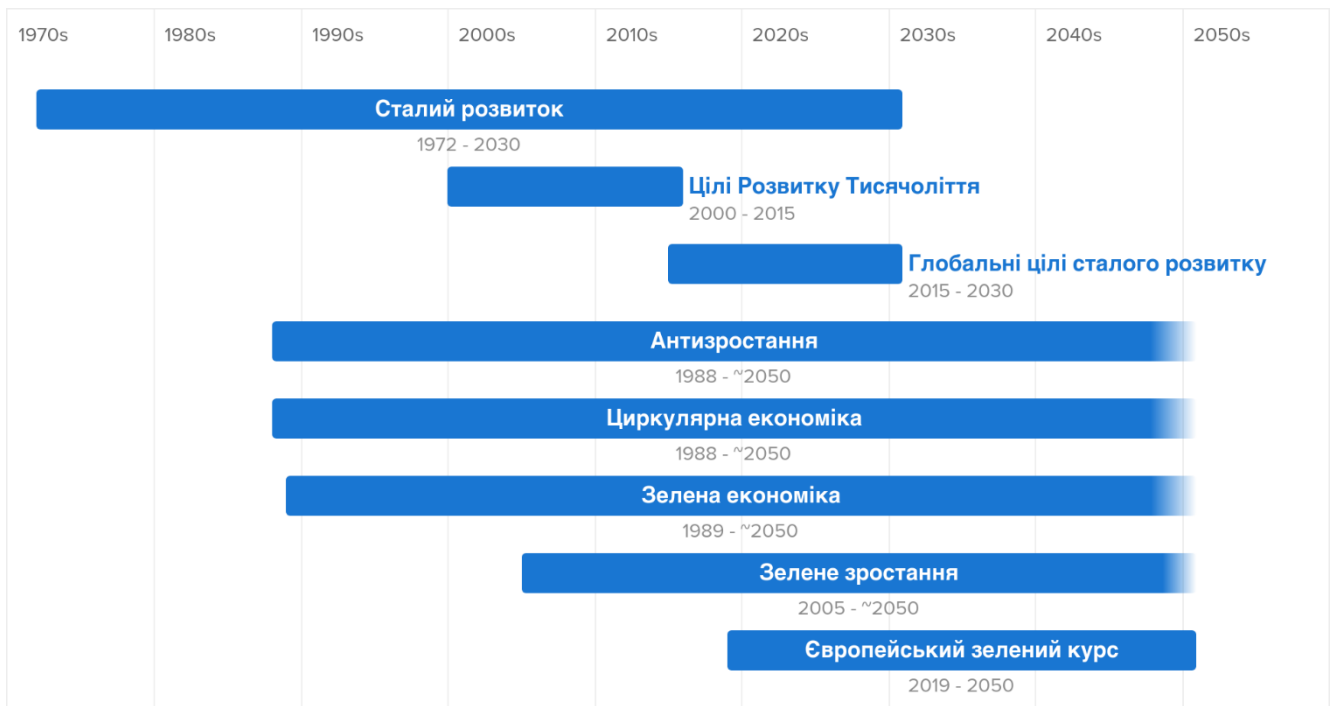 1970s 1980s 1990s 2000s 2010s 2020s 2030s 2040s 2050s
Сталий розвиток
1972 - 2030
Цілі Розвитку Тисячоліття
2000 - 2015
Глобальні цілі сталого розвитку
2015 - 2030
Антизростання
1988 - ~2050
Циркулярна економіка
1988 - ~2050
Зелена економіка
1989 - ~2050
Зелене зростання
2005 - ~2050
Європейський зелений курс
2019 - 2050